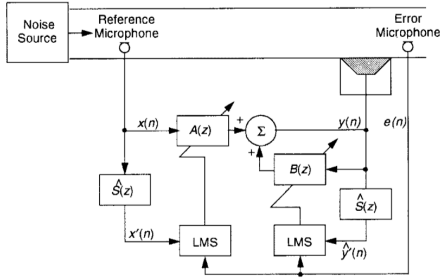 Noise
Source
Reference
Microphone
Error
Microphone
x(n)
A(z)
+
Σ
+
y(n)
e(n)
B(z)
Ŝ(z)
Ŝ(z)
x'(n)
LMS
LMS
ŷ'(n)